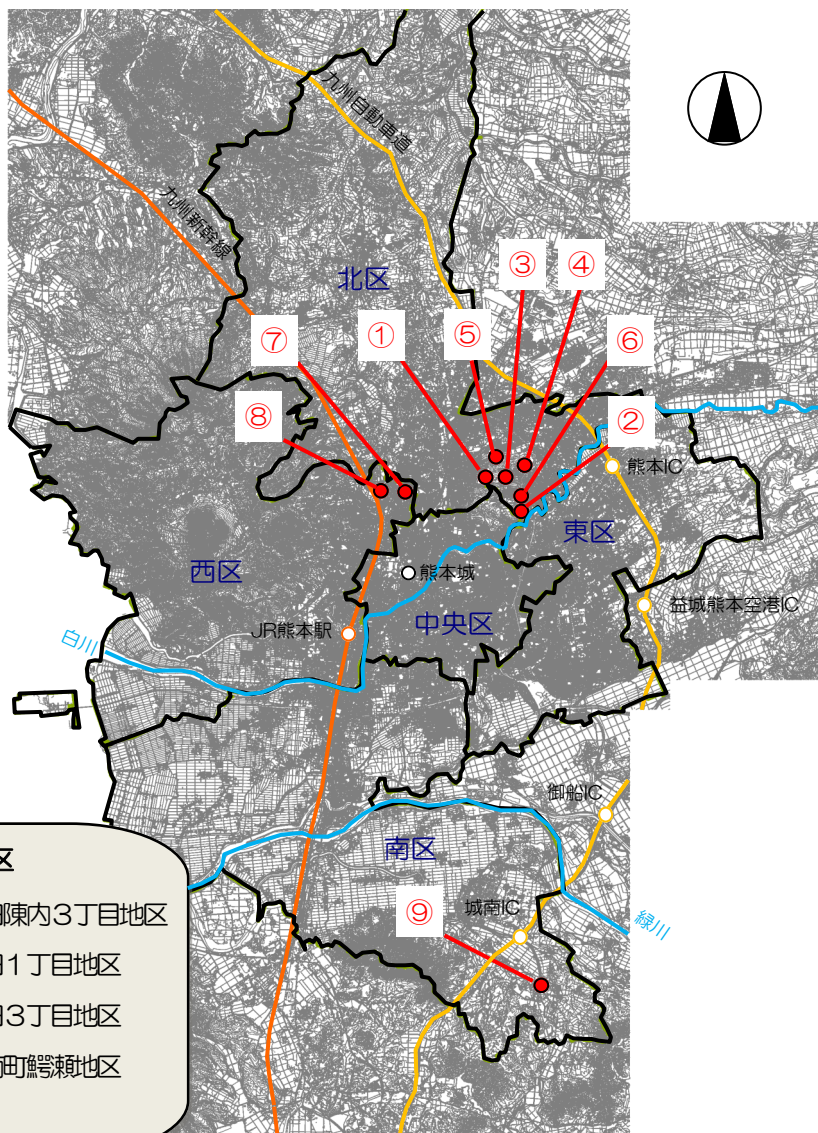 九州自動車道
九州新幹線
北区
③
④
⑦
①
⑤
⑥
⑧
②
熊本IC
東区
西区
熊本城
中央区
益城熊本空港IC
JR熊本駅
白川
御船IC
南区
区
陳内３丁目地区
⑨
城南IC
緑川
１丁目地区
３丁目地区
町鰐瀬地区